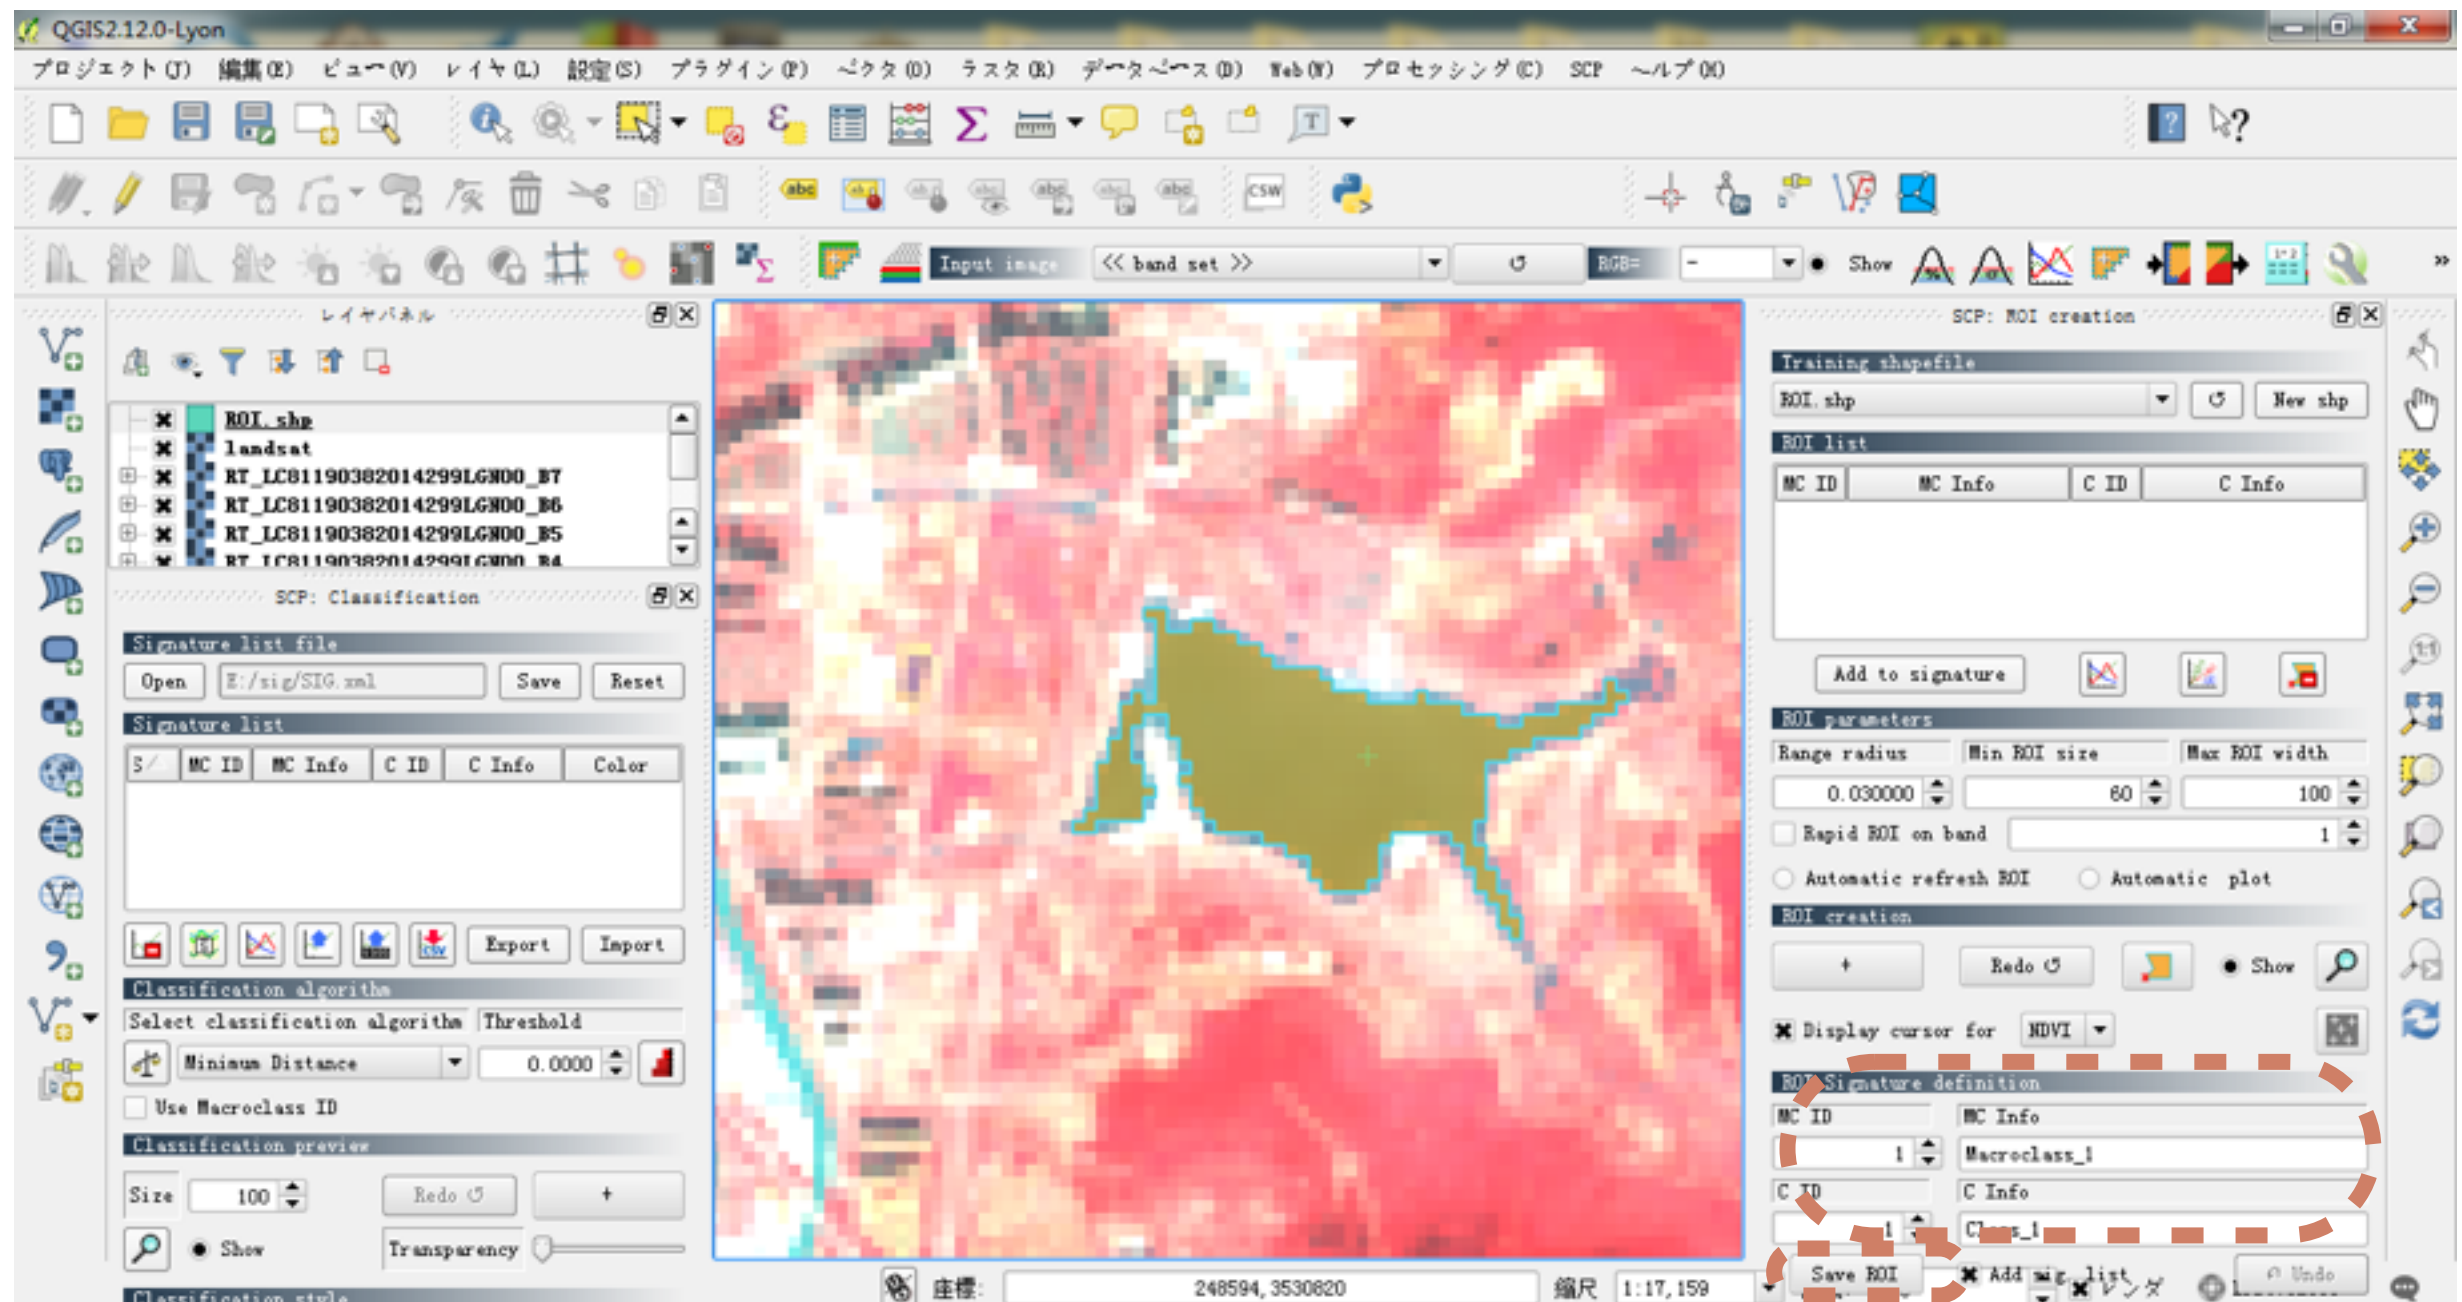 QGIS2.12.0-Lyon
プロジェクト(J) 編集(E) ビュー(V) レイヤ(L) 設定(S) プラグイン(P) ベクタ(O) ラスタ(R) データベース(D) Web(W) プロセッシング(C) SCP ヘルプ(H)
Input image << band set >> RGB= - Show
レイヤパネル
ROI.shp
landsat
RT_LC81190382014299LGN00_B7
RT_LC81190382014299LGN00_B6
RT_LC81190382014299LGN00_B5
RT_LC81190382014299LGN00_B4
SCP: Classification
Signature list file
Open E:/sig/SIG.xml Save Reset
Signature list
S MC ID MC Info C ID C Info Color
Export Import
Classification algorithm
Select classification algorithm Threshold
Minimum Distance 0.0000
Use Macroclass ID
Classification preview
Size 100 Redo +
Show Transparency
Classification style
座標: 248594,3530820 縮尺 1:17,159 レンダ
SCP: ROI creation
Training shapefile
ROI.shp New shp
ROI list
MC ID MC Info C ID C Info
Add to signature
ROI parameters
Range radius Min ROI size Max ROI width
0.030000 60 100
Rapid ROI on band 1
Automatic refresh ROI Automatic plot
ROI creation
+ Redo Show
Display cursor for NDVI
ROI Signature definition
MC ID MC Info
1 Macroclass_1
C ID C Info
1 Class_1
Save ROI Add sig. list Undo